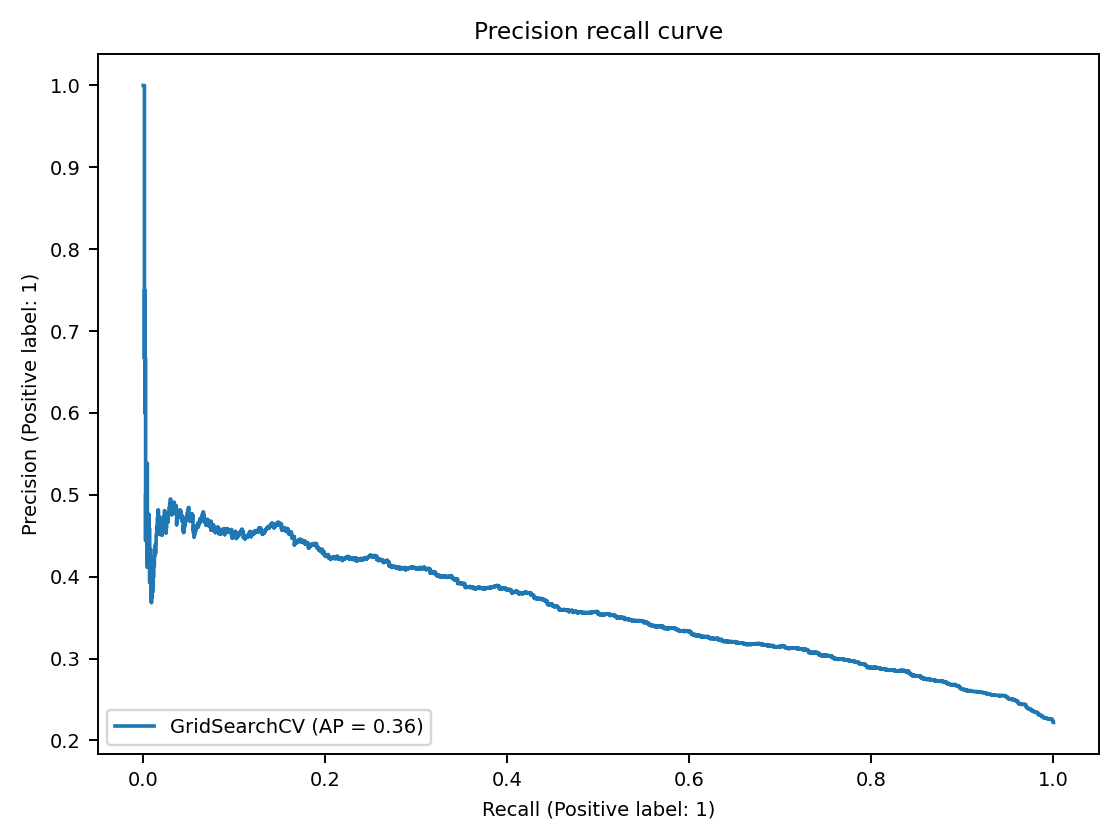 Precision recall curve
Precision (Positive label: 1)
1.0
0.9
0.8
0.7
0.6
0.5
0.4
0.3
0.2
GridSearchCV (AP = 0.36)
0.0 0.2 0.4 0.6 0.8 1.0
Recall (Positive label: 1)